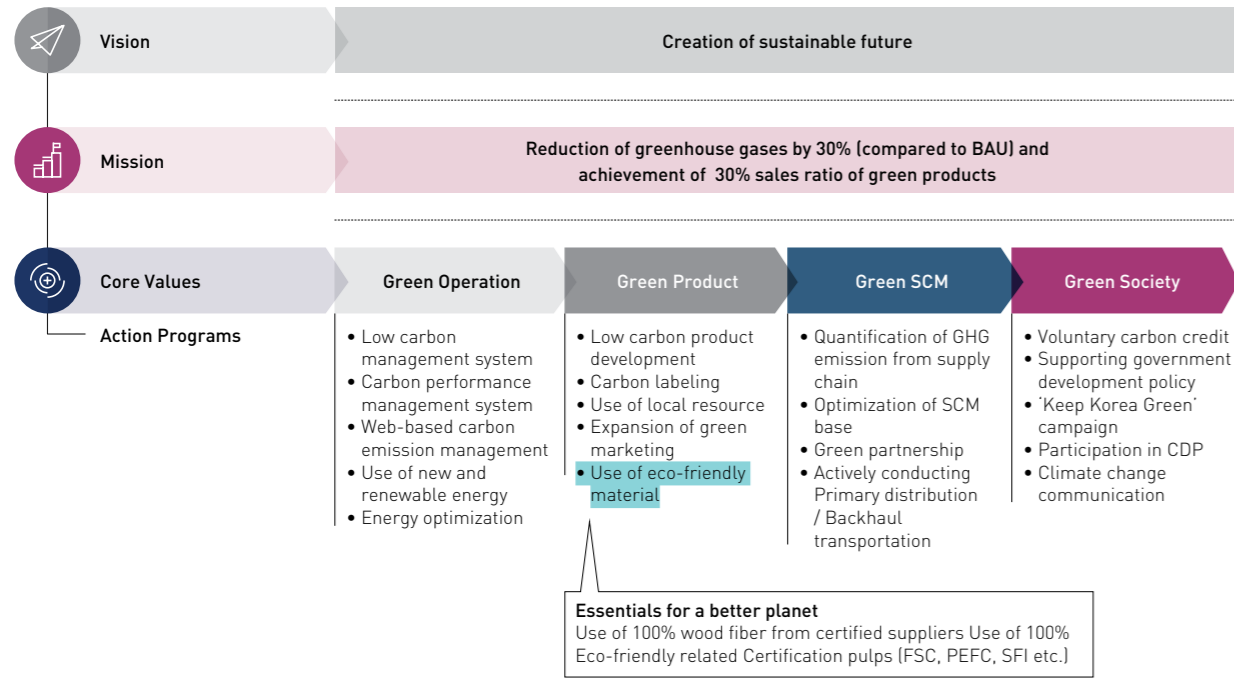 Vision
Creation of sustainable future
Mission
Reduction of greenhouse gases by 30% (compared to BAU) and
achievement of 30% sales ratio of green products
Core Values
Green Operation
Green Product
Green SCM
Green Society
Action Programs
• Low carbon
management system
• Carbon performance
management system
• Web-based carbon
emission management
• Use of new and
renewable energy
• Energy optimization
• Low carbon product
development
• Carbon labeling
• Use of local resource
• Expansion of green
marketing
• Use of eco-friendly
material
• Quantification of GHG
emission from supply
chain
• Optimization of SCM
base
• Green partnership
• Actively conducting
Primary distribution
/ Backhaul
transportation
• Voluntary carbon credit
• Supporting government
development policy
• ‘Keep Korea Green’
campaign
• Participation in CDP
• Climate change
communication
Essentials for a better planet
Use of 100% wood fiber from certified suppliers Use of 100%
Eco-friendly related Certification pulps (FSC, PEFC, SFI etc.)